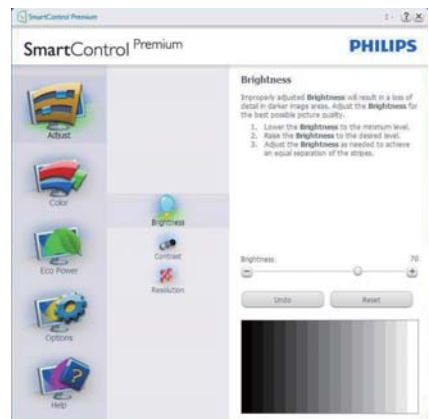 SmartControl Premium
SmartControl Premium
PHILIPS
Adjust
Color
Eco Power
Options
Help
Brightness
Contrast
Resolution
Brightness
Improperly adjusted Brightness will result in a loss of
detail in darker image areas. Adjust the Brightness for
the best possible picture quality.
1. Lower the Brightness to the minimum level.
2. Raise the Brightness to the desired level.
3. Adjust the Brightness as needed to achieve
an equal separation of the stripes.
Brightness: 70
Undo
Reset